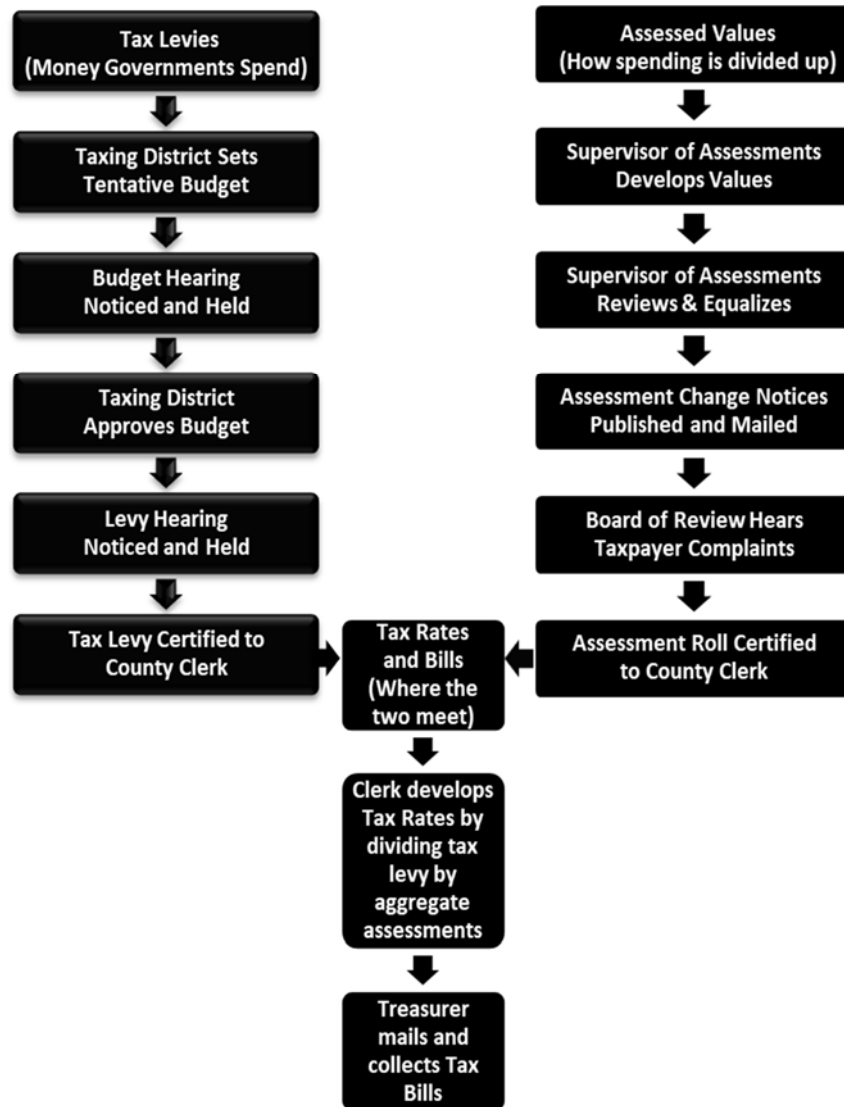 Tax Levies
(Money Governments Spend)
Taxing District Sets
Tentative Budget
Budget Hearing
Noticed and Held
Taxing District
Approves Budget
Levy Hearing
Noticed and Held
Tax Levy Certified to
County Clerk
Assessed Values
(How spending is divided up)
Supervisor of Assessments
Develops Values
Supervisor of Assessments
Reviews & Equalizes
Assessment Change Notices
Published and Mailed
Board of Review Hears
Taxpayer Complaints
Assessment Roll Certified
to County Clerk
Tax Rates
and Bills
(Where the
two meet)
Clerk develops
Tax Rates by
dividing tax
levy by
aggregate
assessments
Treasurer
mails and
collects Tax
Bills